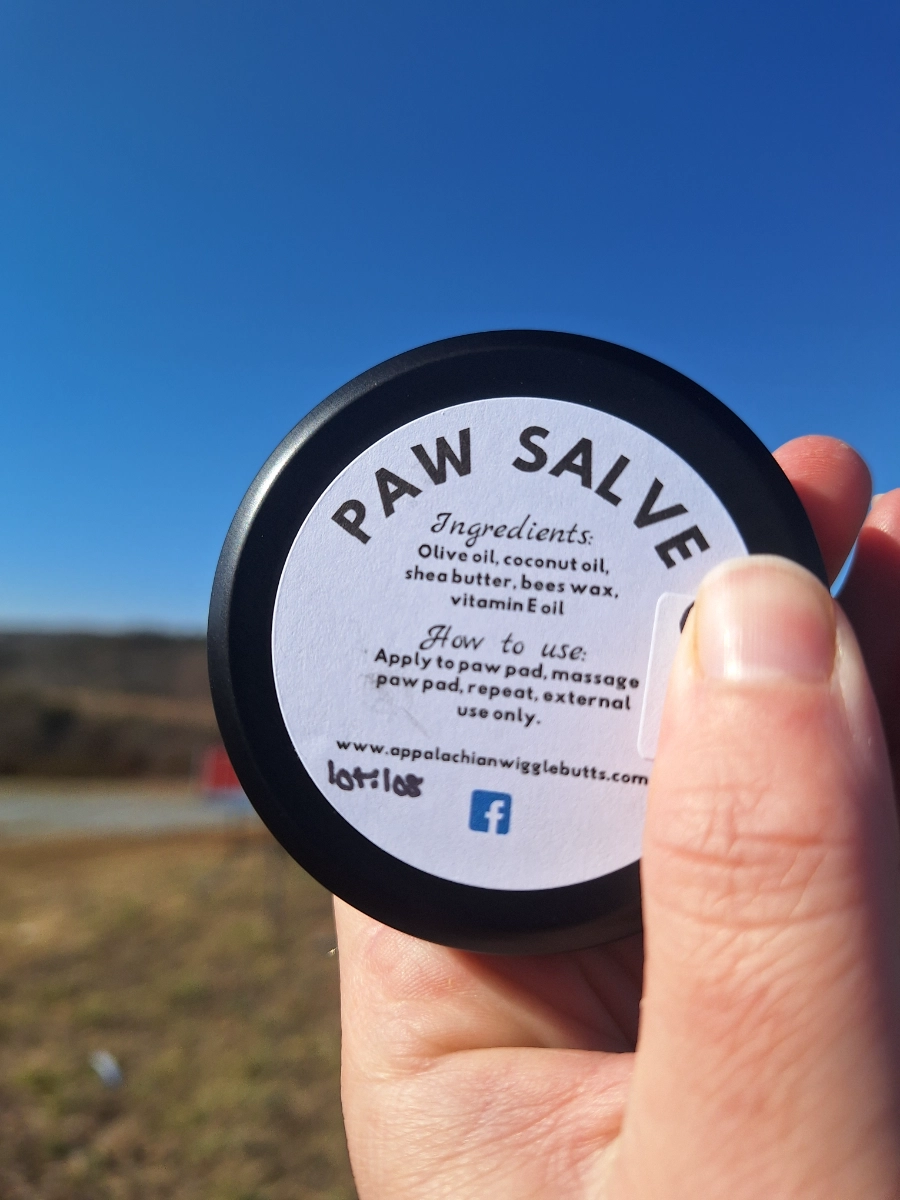 PAW SALVE
Ingredients:
Olive oil, coconut oil,
shea butter, bees wax,
vitamin E oil
How to use:
Apply to paw pad, massage
paw pad, repeat, external
use only.
www.appalachianwigglebutts.com
lot:108
f